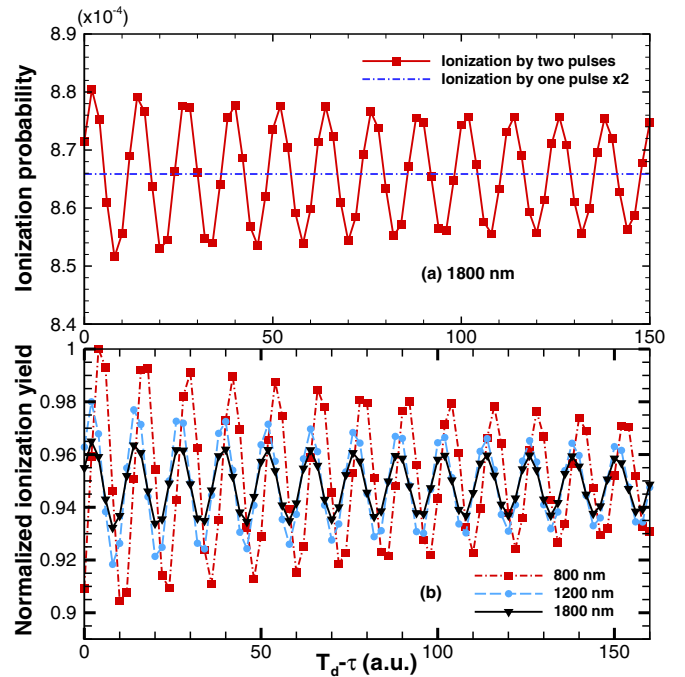 (x10⁻⁴)
8.9
8.8
8.7
8.6
8.5
8.4
Ionization probability
Ionization by two pulses
Ionization by one pulse x2
(a) 1800 nm
0 50 100 150
1
0.98
0.96
0.94
0.92
0.9
Normalized ionization yield
(b)
800 nm
1200 nm
1800 nm
0 50 100 150
T_d-τ (a.u.)